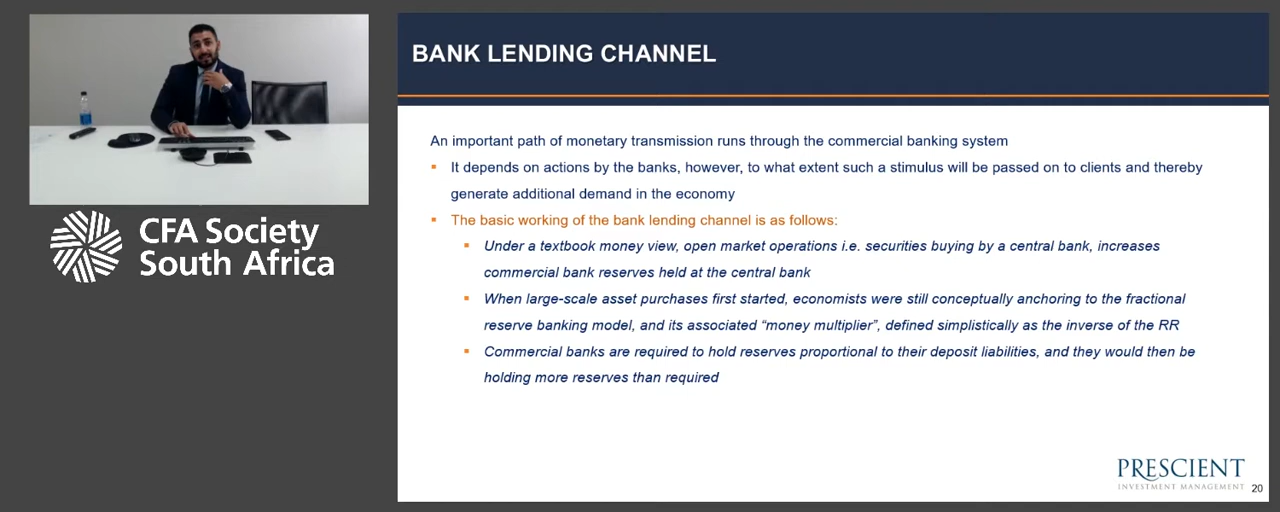 CFA Society
South Africa
BANK LENDING CHANNEL
An important path of monetary transmission runs through the commercial banking system
It depends on actions by the banks, however, to what extent such a stimulus will be passed on to clients and thereby
generate additional demand in the economy
The basic working of the bank lending channel is as follows:
Under a textbook money view, open market operations i.e. securities buying by a central bank, increases
commercial bank reserves held at the central bank
When large-scale asset purchases first started, economists were still conceptually anchoring to the fractional
reserve banking model, and its associated “money multiplier”, defined simplistically as the inverse of the RR
Commercial banks are required to hold reserves proportional to their deposit liabilities, and they would then be
holding more reserves than required
PRESCIENT
INVESTMENT MANAGEMENT
20